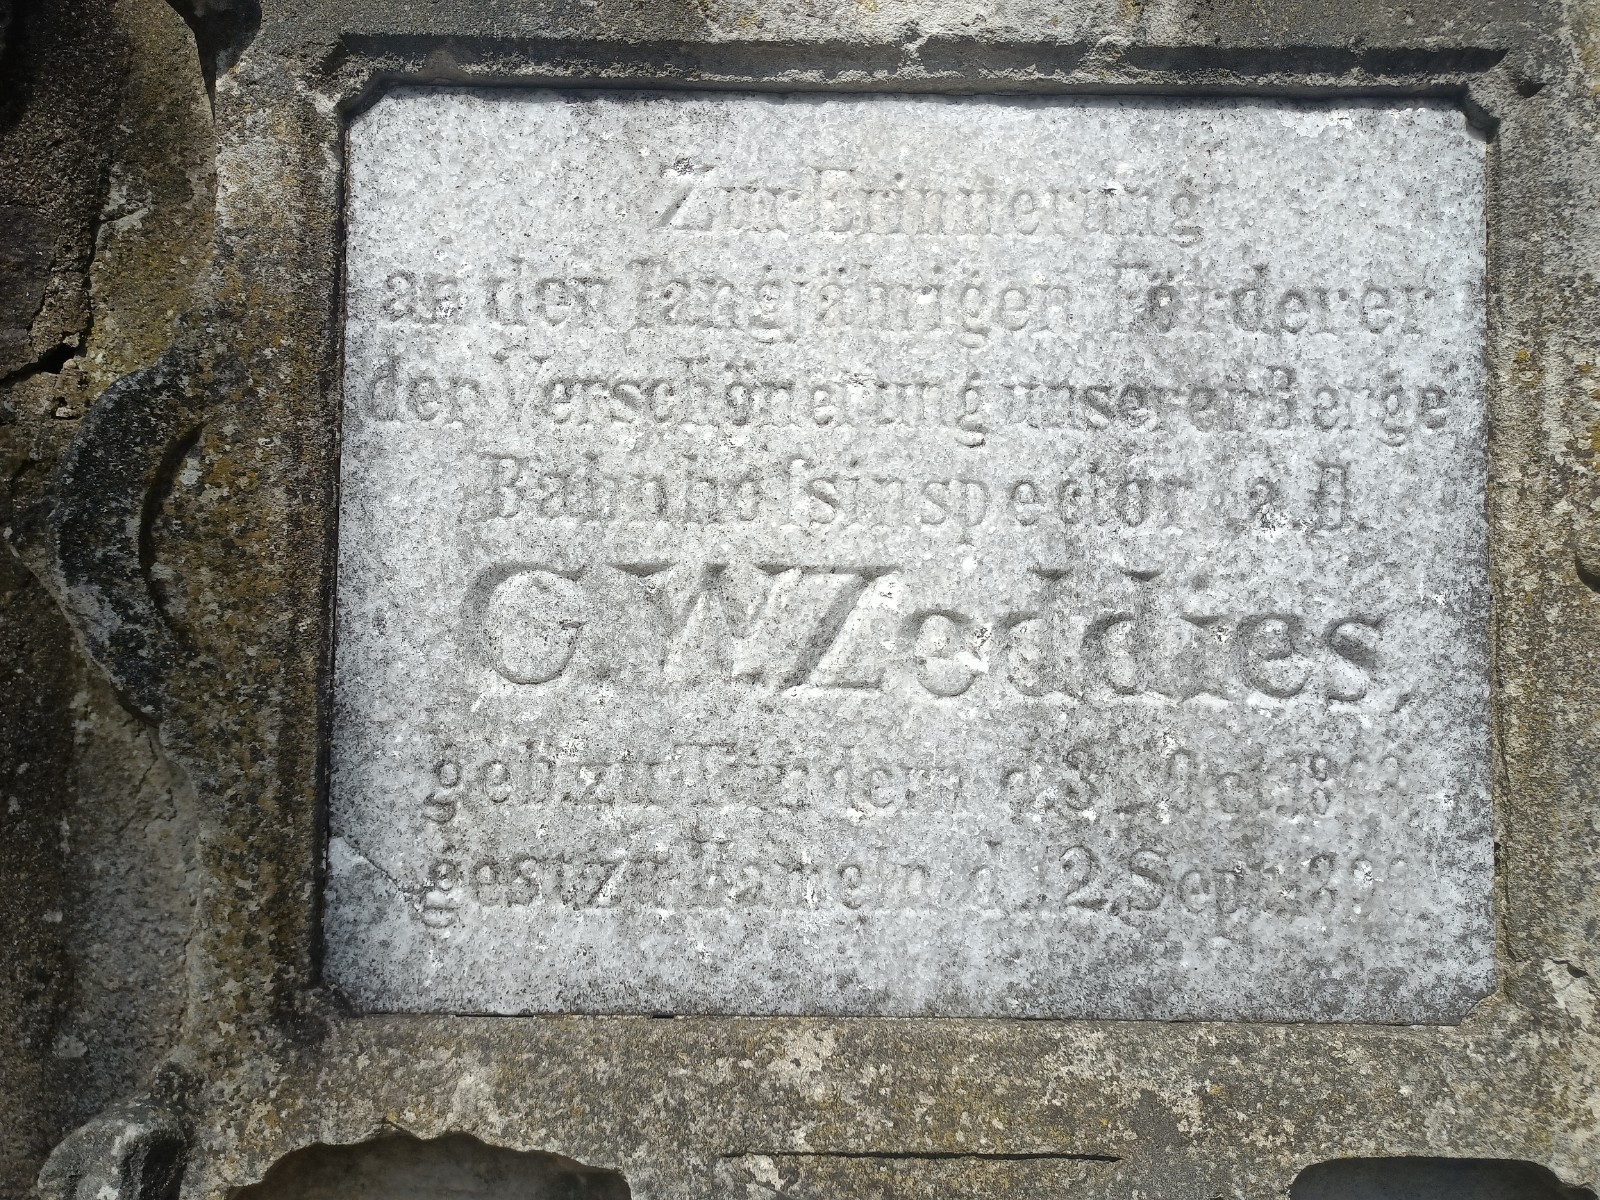 Zur Erinnerung
an den langjährigen Förderer
der Verschönerung unserer Berge
Bahnhofsinspector a. D.
G. W. Zeddies,
geb. zu d. Oct.
gest. zu Hameln d. 12. Sept.